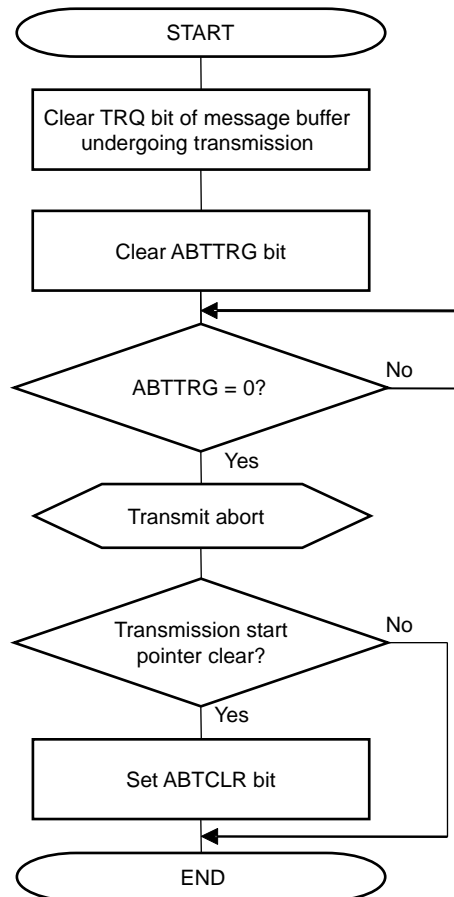 START
Clear TRQ bit of message buffer
undergoing transmission
Clear ABTTRG bit
ABTTRG = 0?
No
Yes
Transmit abort
Transmission start
pointer clear?
No
Yes
Set ABTCLR bit
END